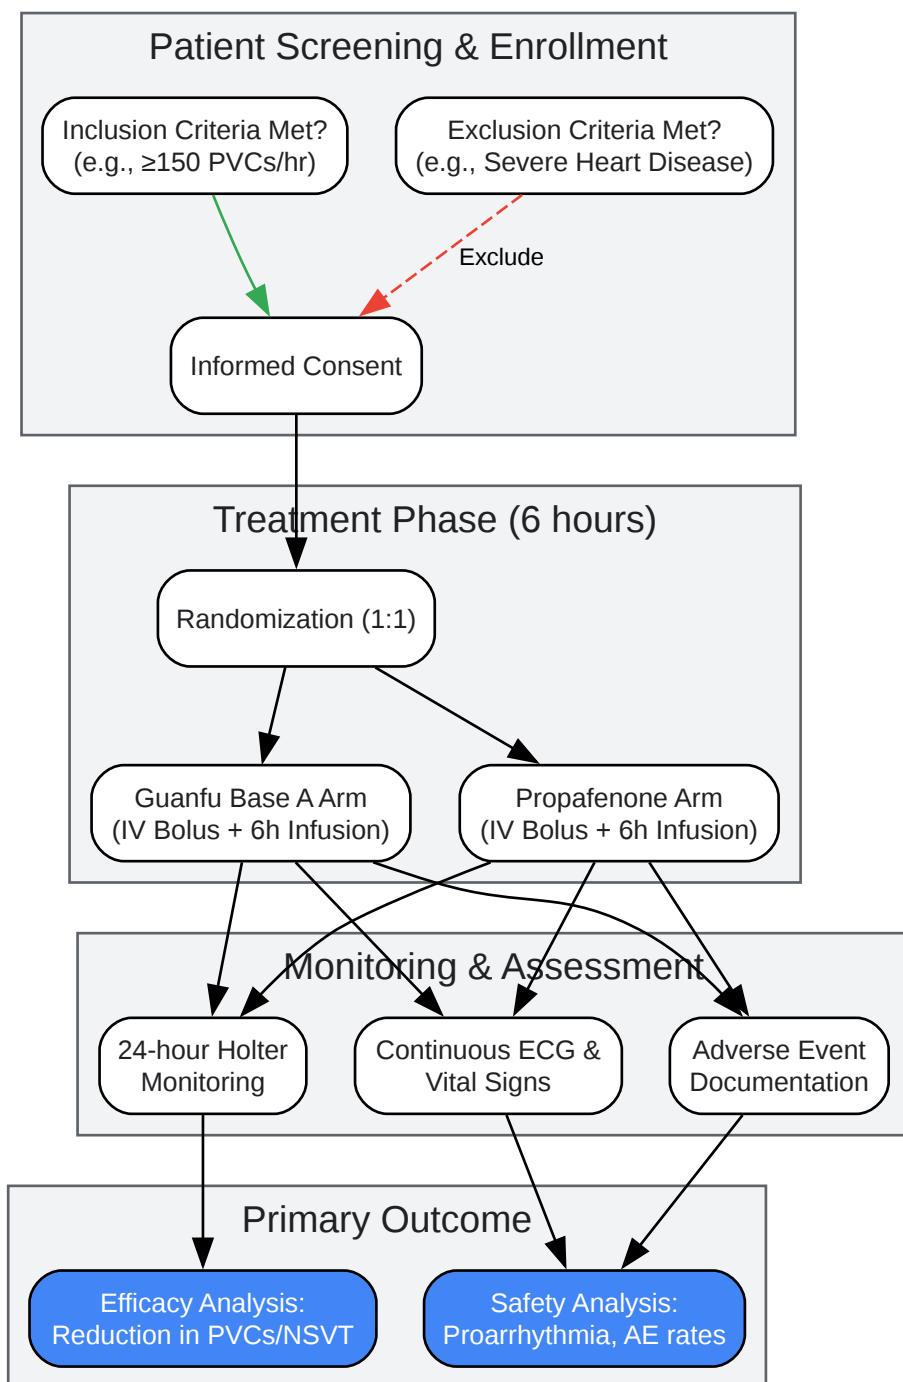 Patient Screening & Enrollment
Inclusion Criteria Met?
(e.g., ≥150 PVCs/hr)
Exclusion Criteria Met?
(e.g., Severe Heart Disease)
Exclude
Informed Consent
Treatment Phase (6 hours)
Randomization (1:1)
Guanfu Base A Arm
(IV Bolus + 6h Infusion)
Propafenone Arm
(IV Bolus + 6h Infusion)
Monitoring & Assessment
24-hour Holter
Monitoring
Continuous ECG &
Vital Signs
Adverse Event
Documentation
Primary Outcome
Efficacy Analysis:
Reduction in PVCs/NSVT
Safety Analysis:
Proarrhythmia, AE rates